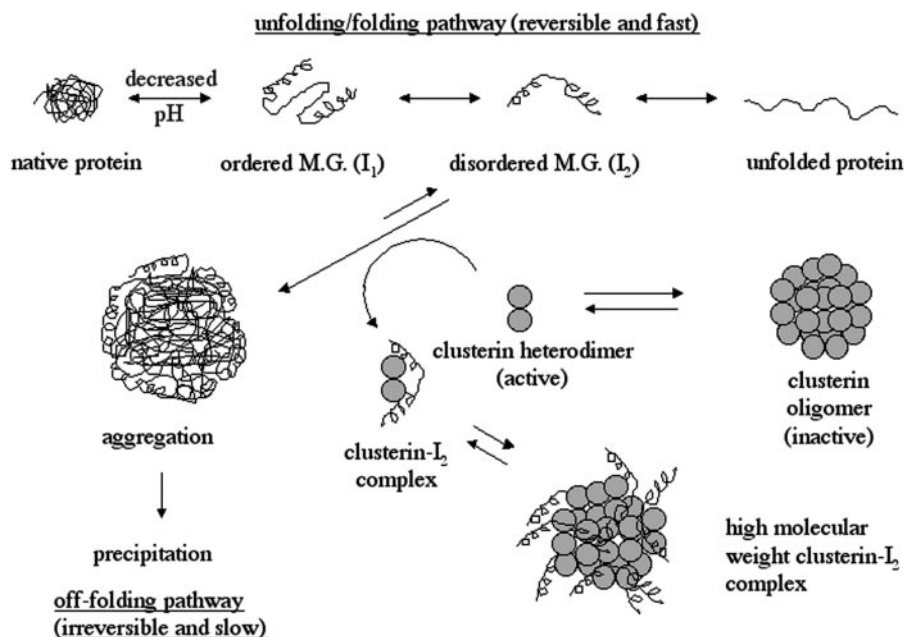 unfolding/folding pathway (reversible and fast)
decreased
pH
native protein
ordered M.G. (I₁)
disordered M.G. (I₂)
unfolded protein
clusterin heterodimer
(active)
clusterin
oligomer
(inactive)
aggregation
clusterin-I₂
complex
precipitation
high molecular
weight clusterin-I₂
complex
off-folding pathway
(irreversible and slow)